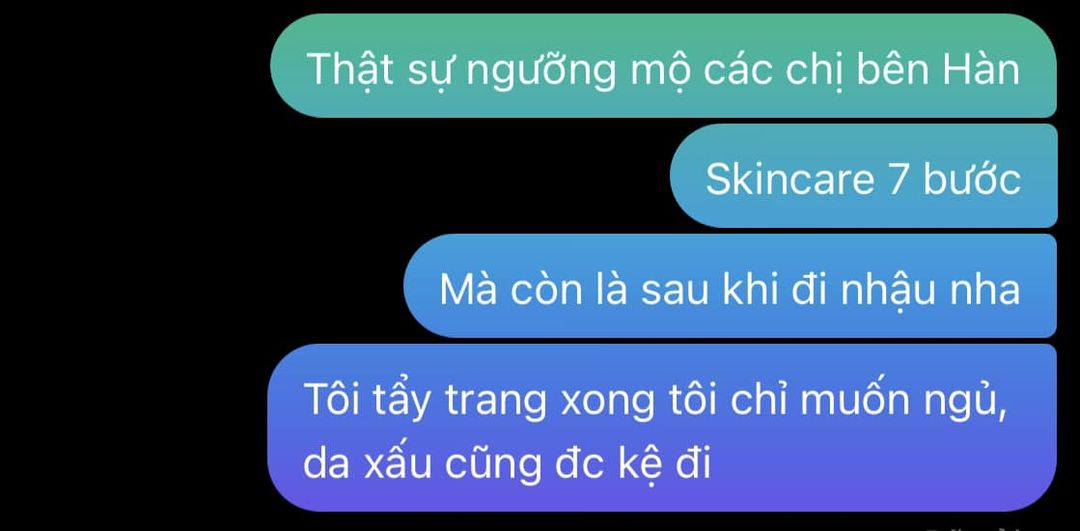 Thật sự ngưỡng mộ các chị bên Hàn
Skincare 7 bước
Mà còn là sau khi đi nhậu nha
Tôi tẩy trang xong tôi chỉ muốn ngủ,
da xấu cũng đc kệ đi